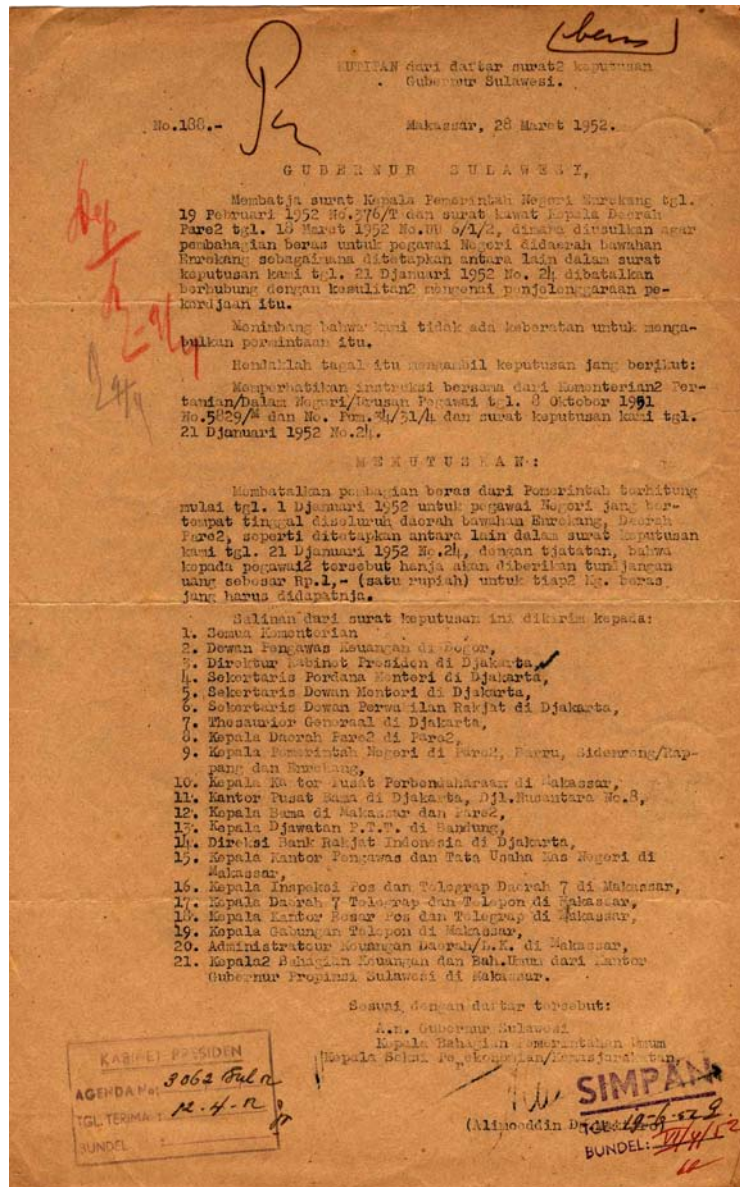 (beras)
KUTIPAN dari daftar surat2 keputusan
Gubernur Sulawesi.
No.188.-
Makassar, 28 Maret 1952.
GUBERNUR SULAWESI,
Membatja surat Kepala Pemerintah Negeri Enrekang tgl.
19 Pebruari 1952 No.376/T dan surat kawat Kepala Daerah
Pare2 tgl. 18 Maret 1952 No.UU 6/1/2, dimana diusulkan agar
pembahagian beras untuk pegawai Negeri didaerah bawahan
Enrekang sebagaimana ditetapkan antara lain dalam surat
keputusan kami tgl. 21 Djanuari 1952 No. 24 dibatalkan
berhubung dengan kesulitan2 mengenai penjelenggaraan pe-
kerdjaan itu.
Menimbang bahwa kami tidak ada keberatan untuk menga-
bulkan permintaan itu.
Hendaklah tagal itu mengambil keputusan jang berikut:
Memperhatikan instruksi bersama dari Kementerian2 Per-
tanian/Dalam Negeri/Urusan Pegawai tgl. 8 Oktober 1951
No.5829/M dan No. Pem.34/31/4 dan surat keputusan kami tgl.
21 Djanuari 1952 No.24.
MEMUTUSKAN:
Membatalkan pembagian beras dari Pemerintah terhitung
mulai tgl. 1 Djanuari 1952 untuk pegawai Negeri jang ber-
tempat tinggal diseluruh daerah bawahan Enrekang, Daerah
Pare2, seperti ditetapkan antara lain dalam surat keputusan
kami tgl. 21 Djanuari 1952 No.24, dengan tjatatan, bahwa
kepada pegawai2 tersebut hanja akan diberikan tundjangan
uang sebesar Rp.1,- (satu rupiah) untuk tiap2 Kg. beras
jang harus didapatnja.
Salinan dari surat keputusan ini dikirim kepada:
1. Semua Kementerian
2. Dewan Pengawas Keuangan di Bogor,
3. Direktur Kabinet Presiden di Djakarta,
4. Sekertaris Perdana Menteri di Djakarta,
5. Sekertaris Dewan Menteri di Djakarta,
6. Sekertaris Dewan Perwakilan Rakjat di Djakarta,
7. Thesaurier Generaal di Djakarta,
8. Kepala Daerah Pare2 di Pare2,
9. Kepala Pemerintah Negeri di Pare2, Barru, Sidenreng/Rap-
pang dan Enrekang,
10. Kepala Kantor Pusat Perbendaharaan di Makassar,
11. Kantor Pusat Bama di Djakarta, Djl.Nusantara No.8,
12. Kepala Bama di Makassar dan Pare2,
13. Kepala Djawatan P.T.T. di Bandung,
14. Direksi Bank Rakjat Indonesia di Djakarta,
15. Kepala Kantor Pengawas dan Tata Usaha Kas Negeri di
Makassar,
16. Kepala Inspeksi Pos dan Telegrap Daerah 7 di Makassar,
17. Kepala Daerah 7 Telegrap dan Telepon di Makassar,
18. Kepala Kantor Besar Pos dan Telegrap di Makassar,
19. Kepala Gabungan Telepon di Makassar,
20. Administrateur Keuangan Daerah/D.K. di Makassar,
21. Kepala2 Bahagian Keuangan dan Bah.Umum dari Kantor
Gubernur Propinsi Sulawesi di Makassar.
Sesuai dengan daftar tersebut:
A.n. Gubernur Sulawesi
Kepala Bahagian Pemerintahan Umum
Kepala Seksi Perekonomian/Kemasjarakatan,
(Alimoeddin
KABINET PRESIDEN
AGENDA No: 3062
TGL. TERIMA :
BUNDEL :
SIMPAN
TGL:
BUNDEL: